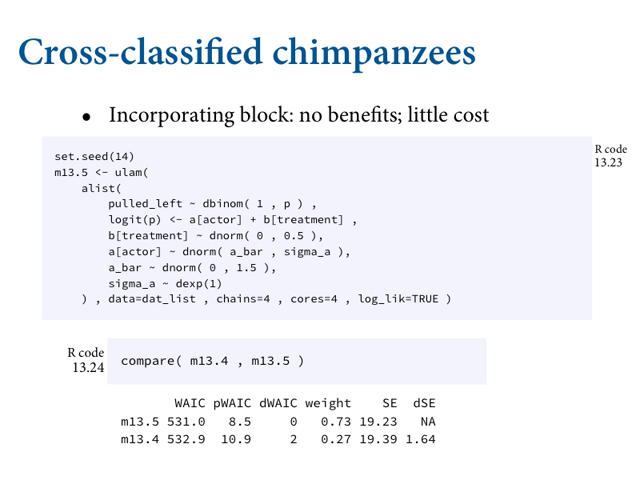 Cross-classified chimpanzees
• Incorporating block: no benefits; little cost
R code
13.23
set.seed(14)
m13.5 <- ulam(
    alist(
        pulled_left ~ dbinom( 1 , p ) ,
        logit(p) <- a[actor] + b[treatment] ,
        b[treatment] ~ dnorm( 0 , 0.5 ),
        a[actor] ~ dnorm( a_bar , sigma_a ),
        a_bar ~ dnorm( 0 , 1.5 ),
        sigma_a ~ dexp(1)
    ) , data=dat_list , chains=4 , cores=4 , log_lik=TRUE )
R code
13.24
compare( m13.4 , m13.5 )
       WAIC pWAIC dWAIC weight    SE  dSE
m13.5 531.0   8.5     0   0.73 19.23   NA
m13.4 532.9  10.9     2   0.27 19.39 1.64